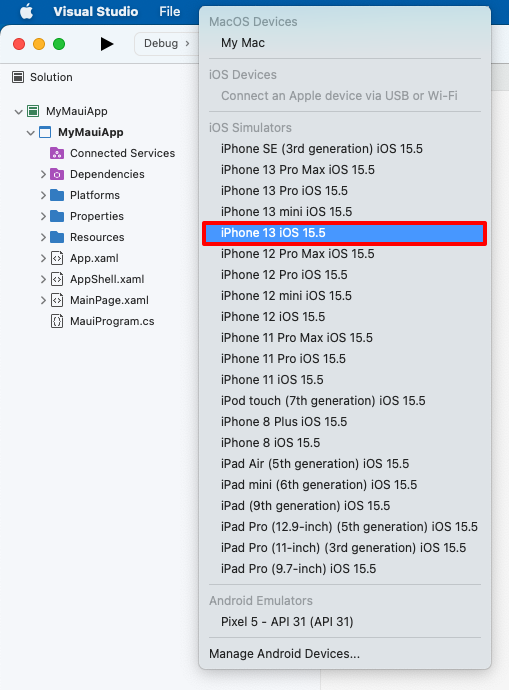 Visual Studio File
Debug
Solution
MyMauiApp
MyMauiApp
Connected Services
Dependencies
Platforms
Properties
Resources
App.xaml
AppShell.xaml
MainPage.xaml
MauiProgram.cs
MacOS Devices
My Mac
iOS Devices
Connect an Apple device via USB or Wi-Fi
iOS Simulators
iPhone SE (3rd generation) iOS 15.5
iPhone 13 Pro Max iOS 15.5
iPhone 13 Pro iOS 15.5
iPhone 13 mini iOS 15.5
iPhone 13 iOS 15.5
iPhone 12 Pro Max iOS 15.5
iPhone 12 Pro iOS 15.5
iPhone 12 mini iOS 15.5
iPhone 12 iOS 15.5
iPhone 11 Pro Max iOS 15.5
iPhone 11 Pro iOS 15.5
iPhone 11 iOS 15.5
iPod touch (7th generation) iOS 15.5
iPhone 8 Plus iOS 15.5
iPhone 8 iOS 15.5
iPad Air (5th generation) iOS 15.5
iPad mini (6th generation) iOS 15.5
iPad (9th generation) iOS 15.5
iPad Pro (12.9-inch) (5th generation) iOS 15.5
iPad Pro (11-inch) (3rd generation) iOS 15.5
iPad Pro (9.7-inch) iOS 15.5
Android Emulators
Pixel 5 - API 31 (API 31)
Manage Android Devices...